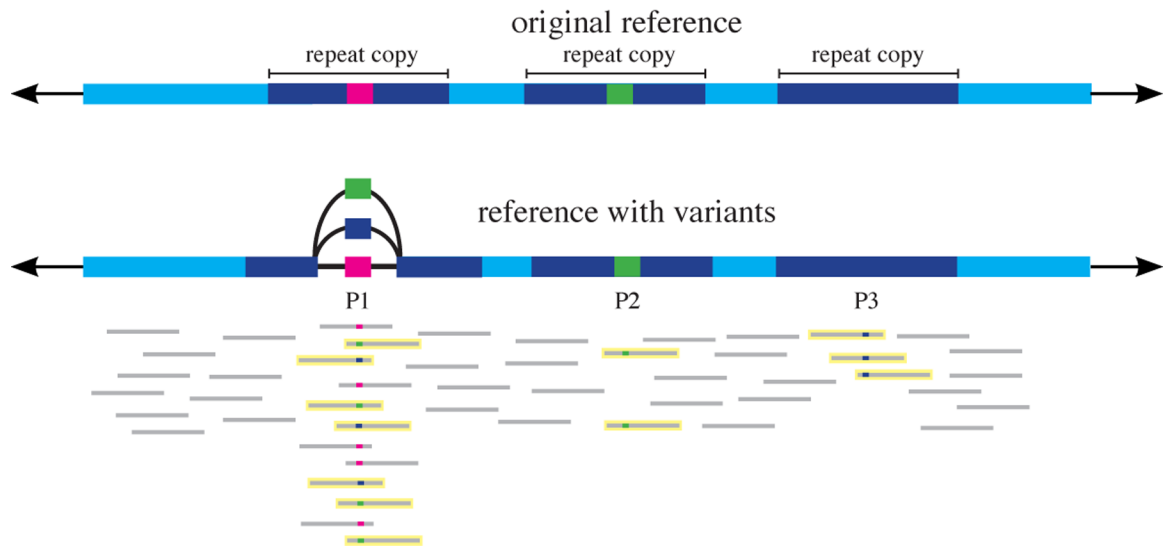 original reference
repeat copy repeat copy repeat copy
reference with variants
P1 P2 P3